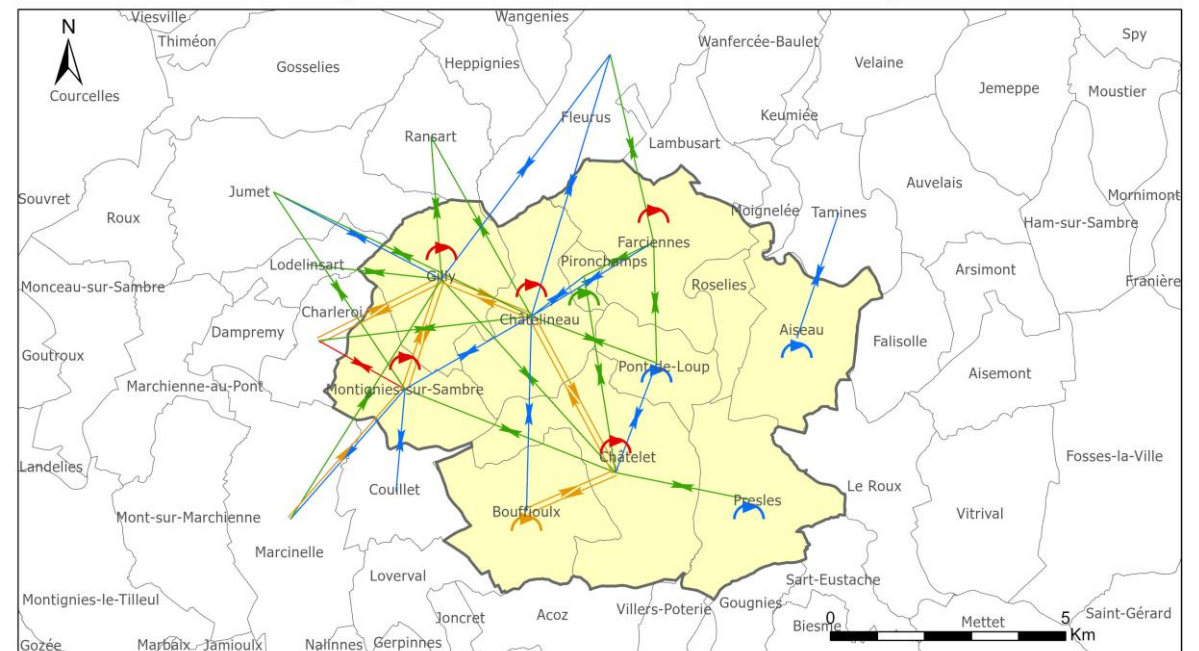 Viesville
Wangenies
N
Thiméon
Wanfercée-Baulet
Spy
Gosselies
Heppignies
Velaine
Courcelles
Jemeppe
Moustier
Fleurus
Keumiée
Ransart
Lambusart
Jumet
Auvelais
Souvret
Mornimont
Roux
Moignelée
Tamines
Ham-sur-Sambre
Farciennes
Lodelinsart
Pironchamps
Arsimont
Gilly
Franière
Monceau-sur-Sambre
Roselies
Charleroi
Châtelineau
Dampremy
Aiseau
Falisolle
Goutroux
Pont-de-Loup
Aisemont
Marchienne-au-Pont
Montignies-sur-Sambre
Châtelet
Fosses-la-Ville
Landelies
Couillet
Le Roux
Presles
Bouffioulx
Vitrival
Mont-sur-Marchienne
Marcinelle
Loverval
Sart-Eustache
Montignies-le-Tilleul
Gougnies
Villers-Poterie
Acoz
Joncret
Saint-Gérard
0 5
Km
Biesme
Mettet
Gozée
Marbaix
Jamioulx
Nalinnes
Gerpinnes